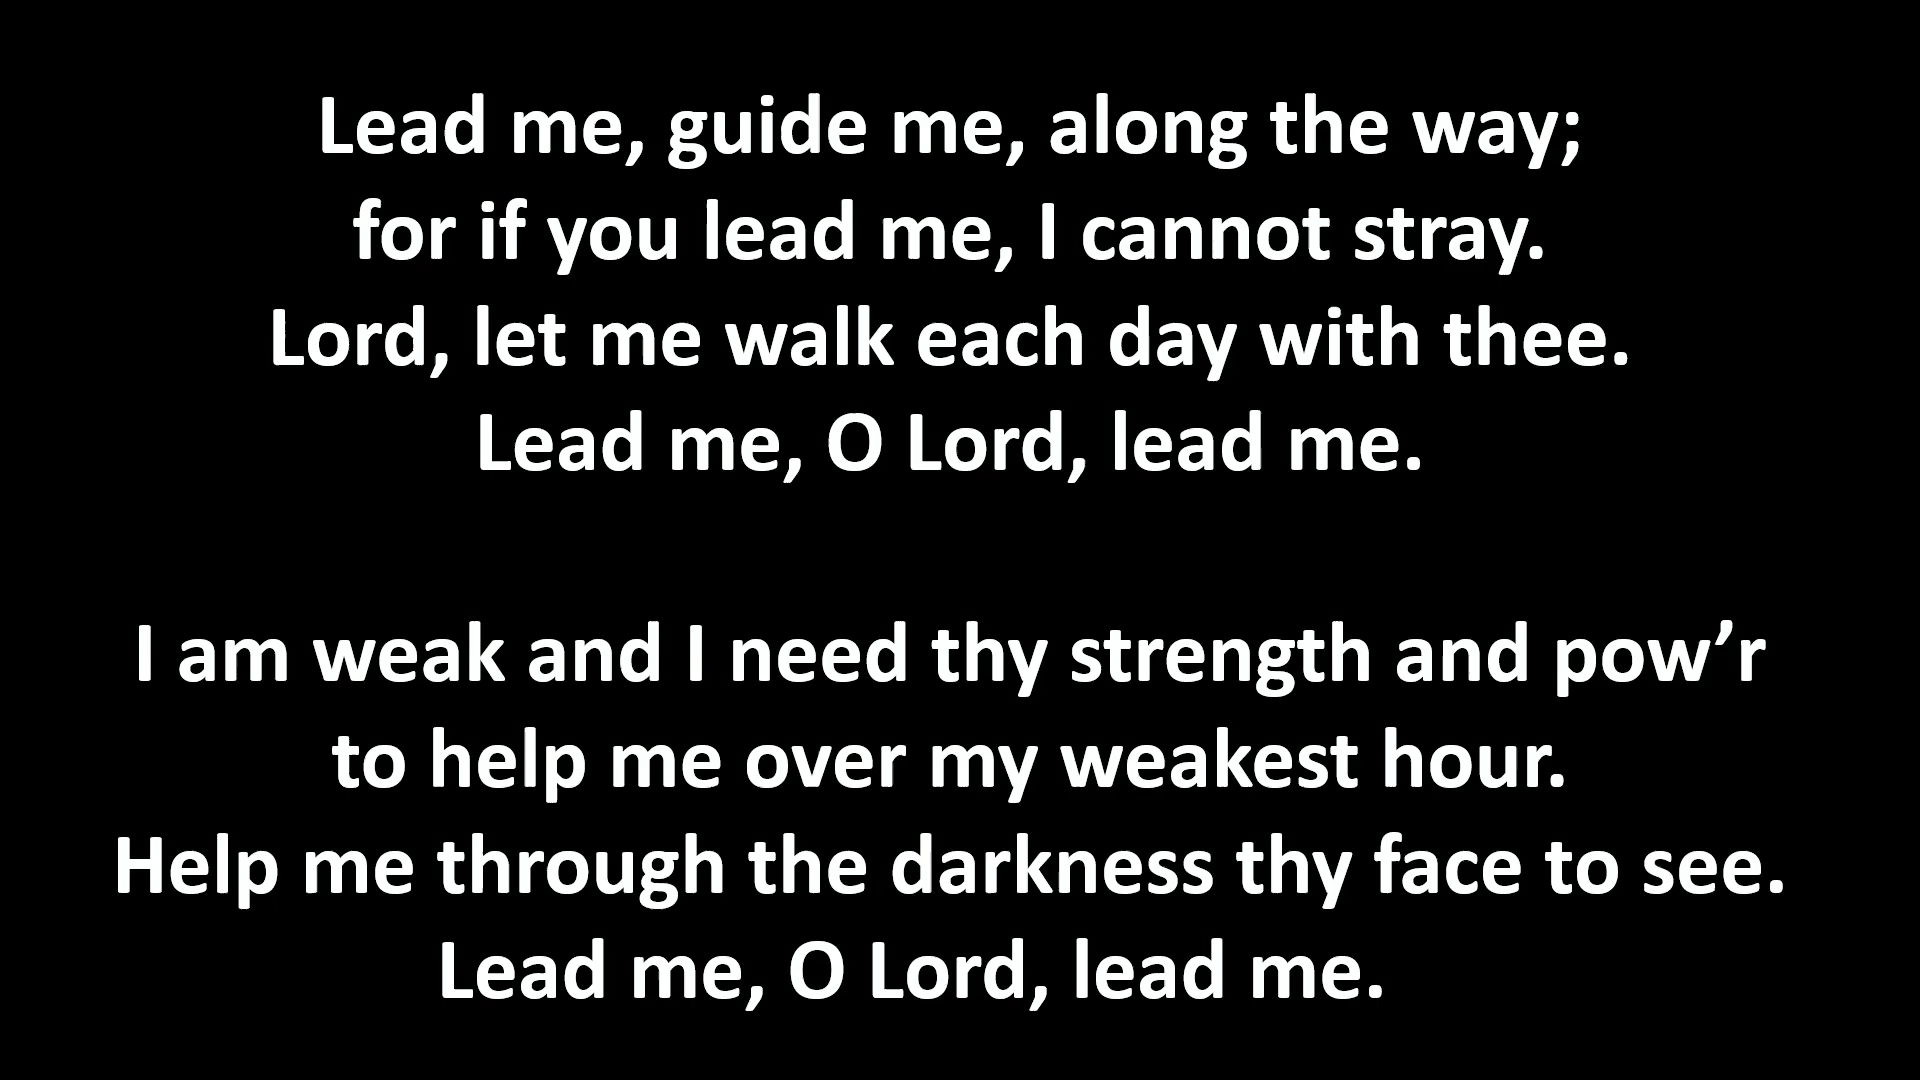 Lead me, guide me, along the way;
for if you lead me, I cannot stray.
Lord, let me walk each day with thee.
Lead me, O Lord, lead me.
I am weak and I need thy strength and pow’r
to help me over my weakest hour.
Help me through the darkness thy face to see.
Lead me, O Lord, lead me.